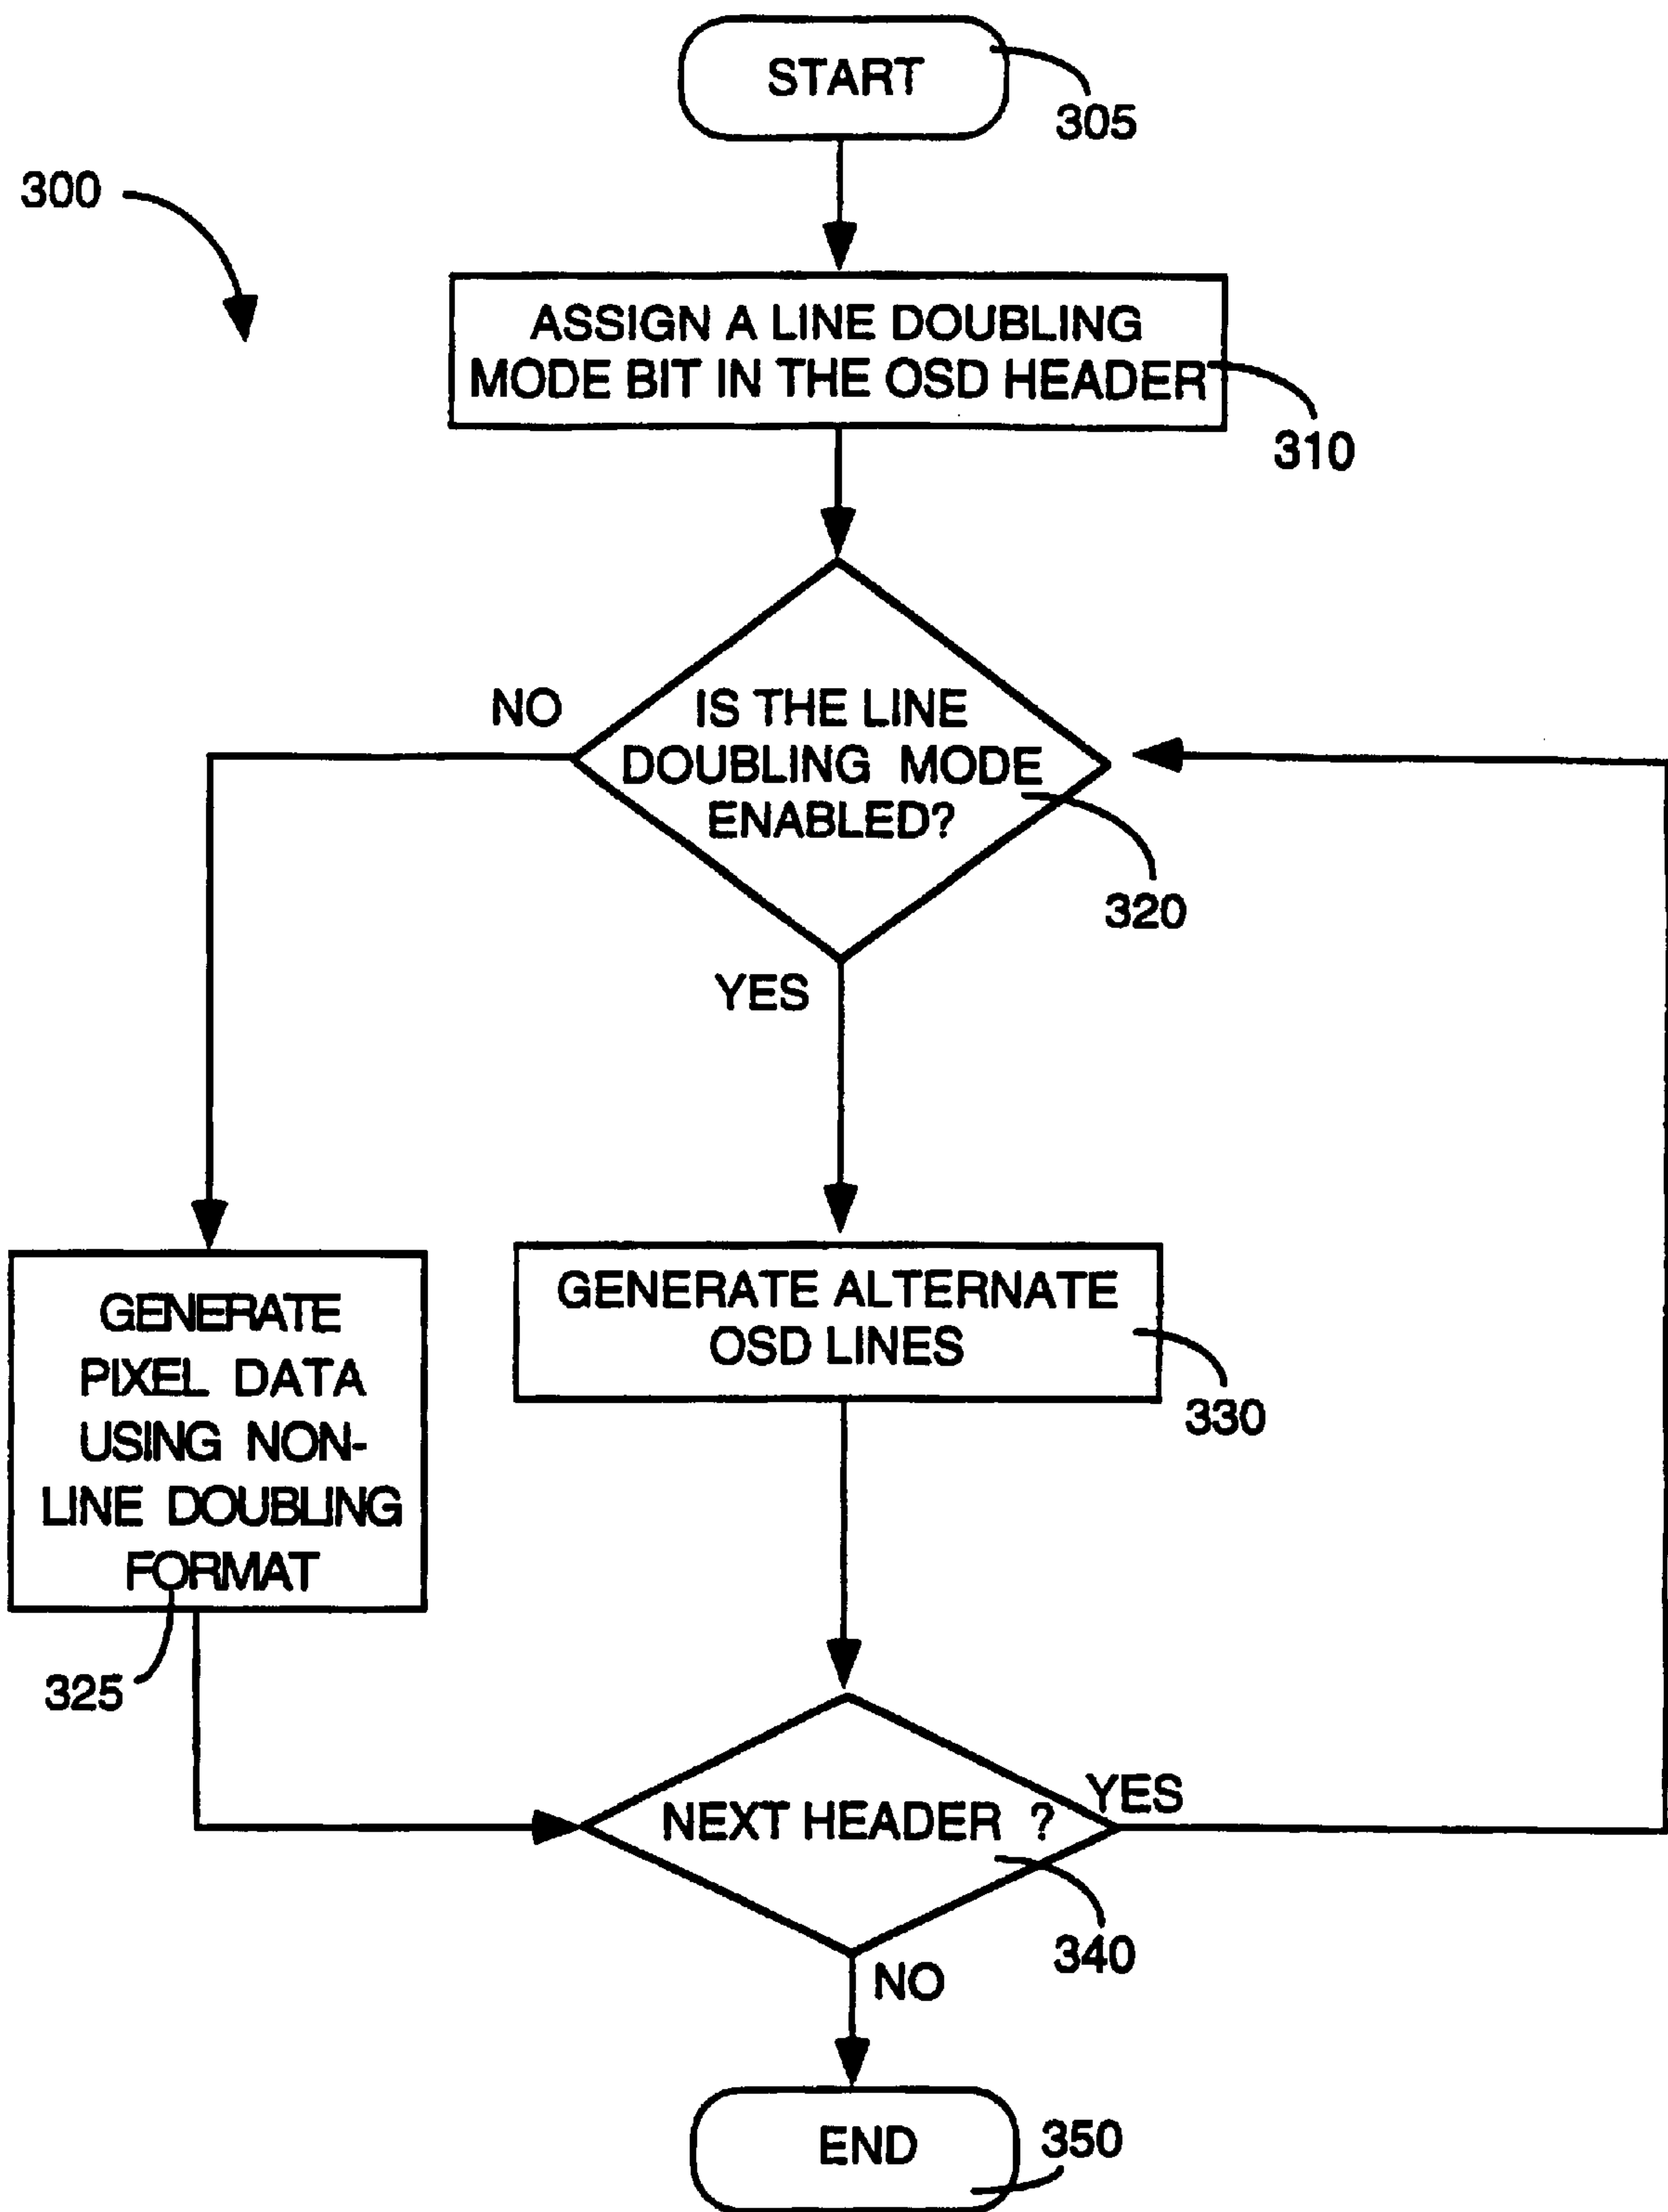 START
305
300
ASSIGN A LINE DOUBLING
MODE BIT IN THE OSD HEADER
310
NO
IS THE LINE
DOUBLING MODE
ENABLED?
320
YES
GENERATE
PIXEL DATA
USING NON-
LINE DOUBLING
FORMAT
325
GENERATE ALTERNATE
OSD LINES
330
NEXT HEADER ?
YES
340
NO
END
350